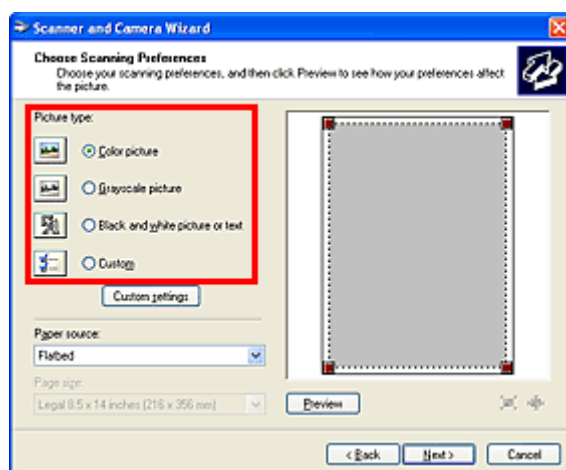 Scanner and Camera Wizard
Choose Scanning Preferences
Choose your scanning preferences, and then click Preview to see how your preferences affect
the picture.
Picture type:
Color picture
Grayscale picture
Black and white picture or text
Custom
Custom settings
Paper source:
Flatbed
Page size:
Legal 8.5 x 14 inches (216 x 356 mm)
Preview
< Back
Next >
Cancel